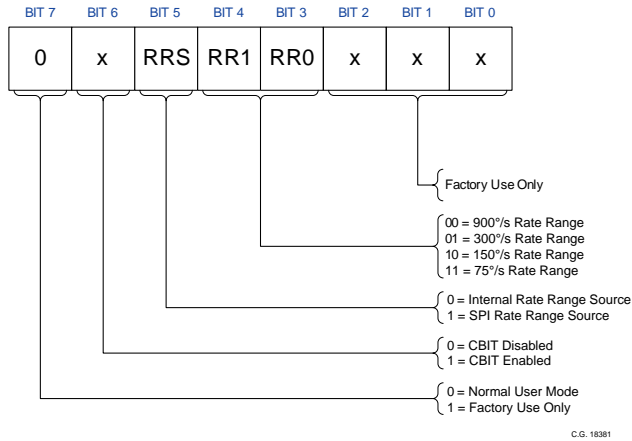 BIT 7 BIT 6 BIT 5 BIT 4 BIT 3 BIT 2 BIT 1 BIT 0
0 x RRS RR1 RR0 x x x
Factory Use Only
00 = 900°/s Rate Range
01 = 300°/s Rate Range
10 = 150°/s Rate Range
11 = 75°/s Rate Range
0 = Internal Rate Range Source
1 = SPI Rate Range Source
0 = CBIT Disabled
1 = CBIT Enabled
0 = Normal User Mode
1 = Factory Use Only
C.G. 18381